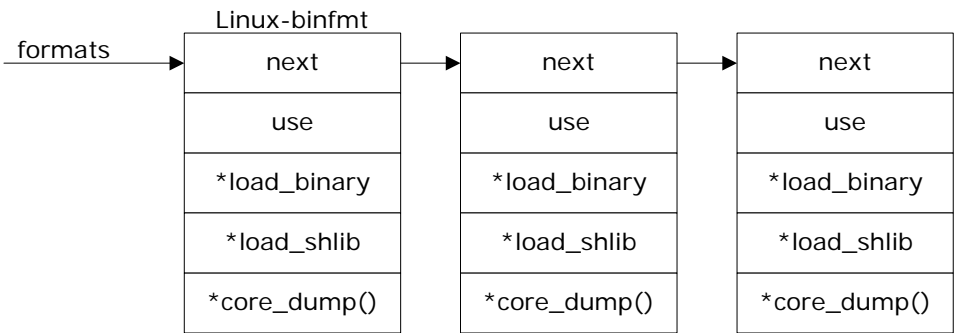 Linux-binfmt
formats
next next next
use use use
*load_binary *load_binary *load_binary
*load_shlib *load_shlib *load_shlib
*core_dump() *core_dump() *core_dump()